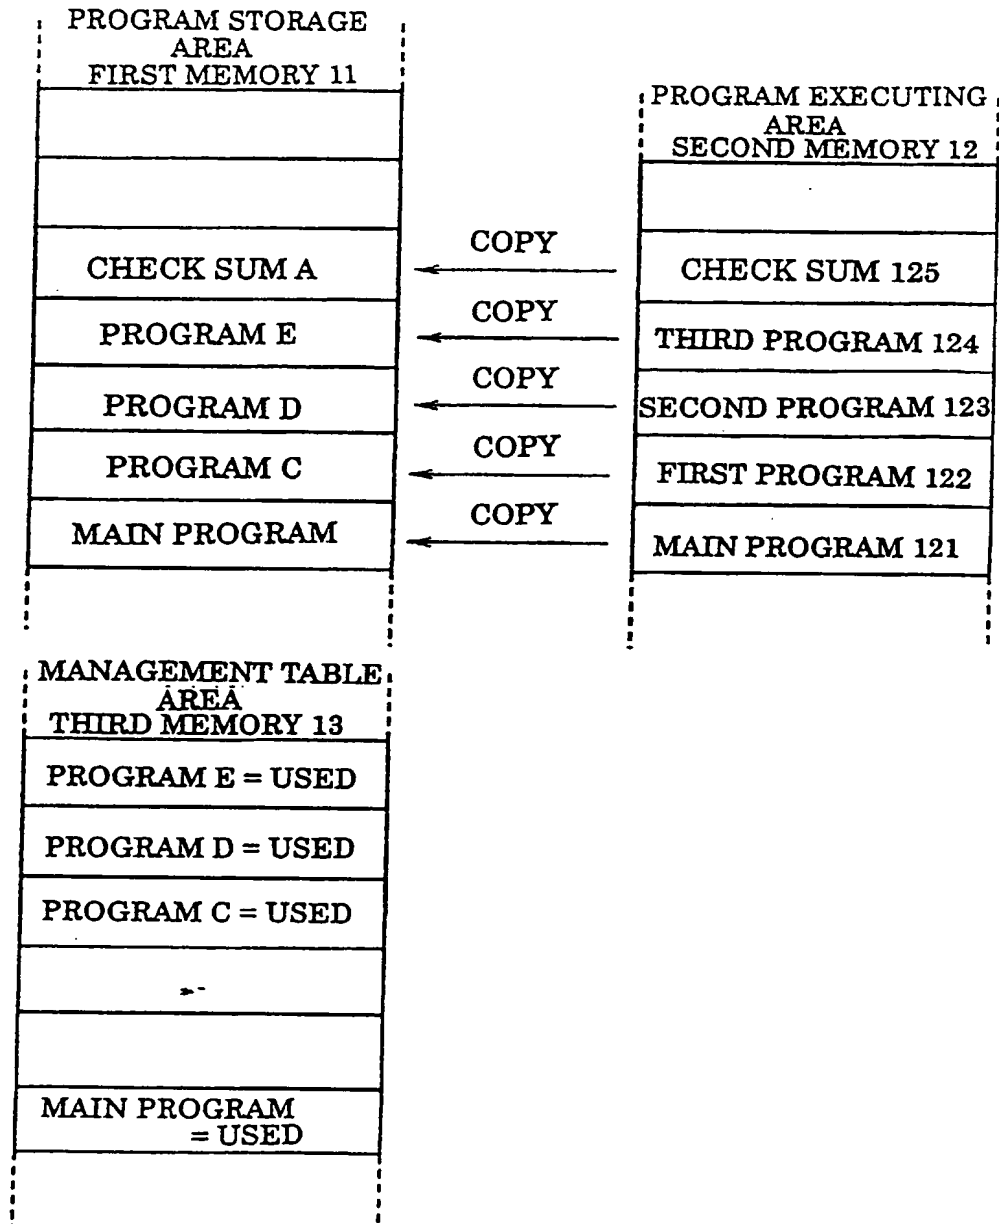 PROGRAM STORAGE
AREA
FIRST MEMORY 11
CHECK SUM A
PROGRAM E
PROGRAM D
PROGRAM C
MAIN PROGRAM
COPY
COPY
COPY
COPY
COPY
PROGRAM EXECUTING
AREA
SECOND MEMORY 12
CHECK SUM 125
THIRD PROGRAM 124
SECOND PROGRAM 123
FIRST PROGRAM 122
MAIN PROGRAM 121
MANAGEMENT TABLE
AREA
THIRD MEMORY 13
PROGRAM E = USED
PROGRAM D = USED
PROGRAM C = USED
MAIN PROGRAM
= USED